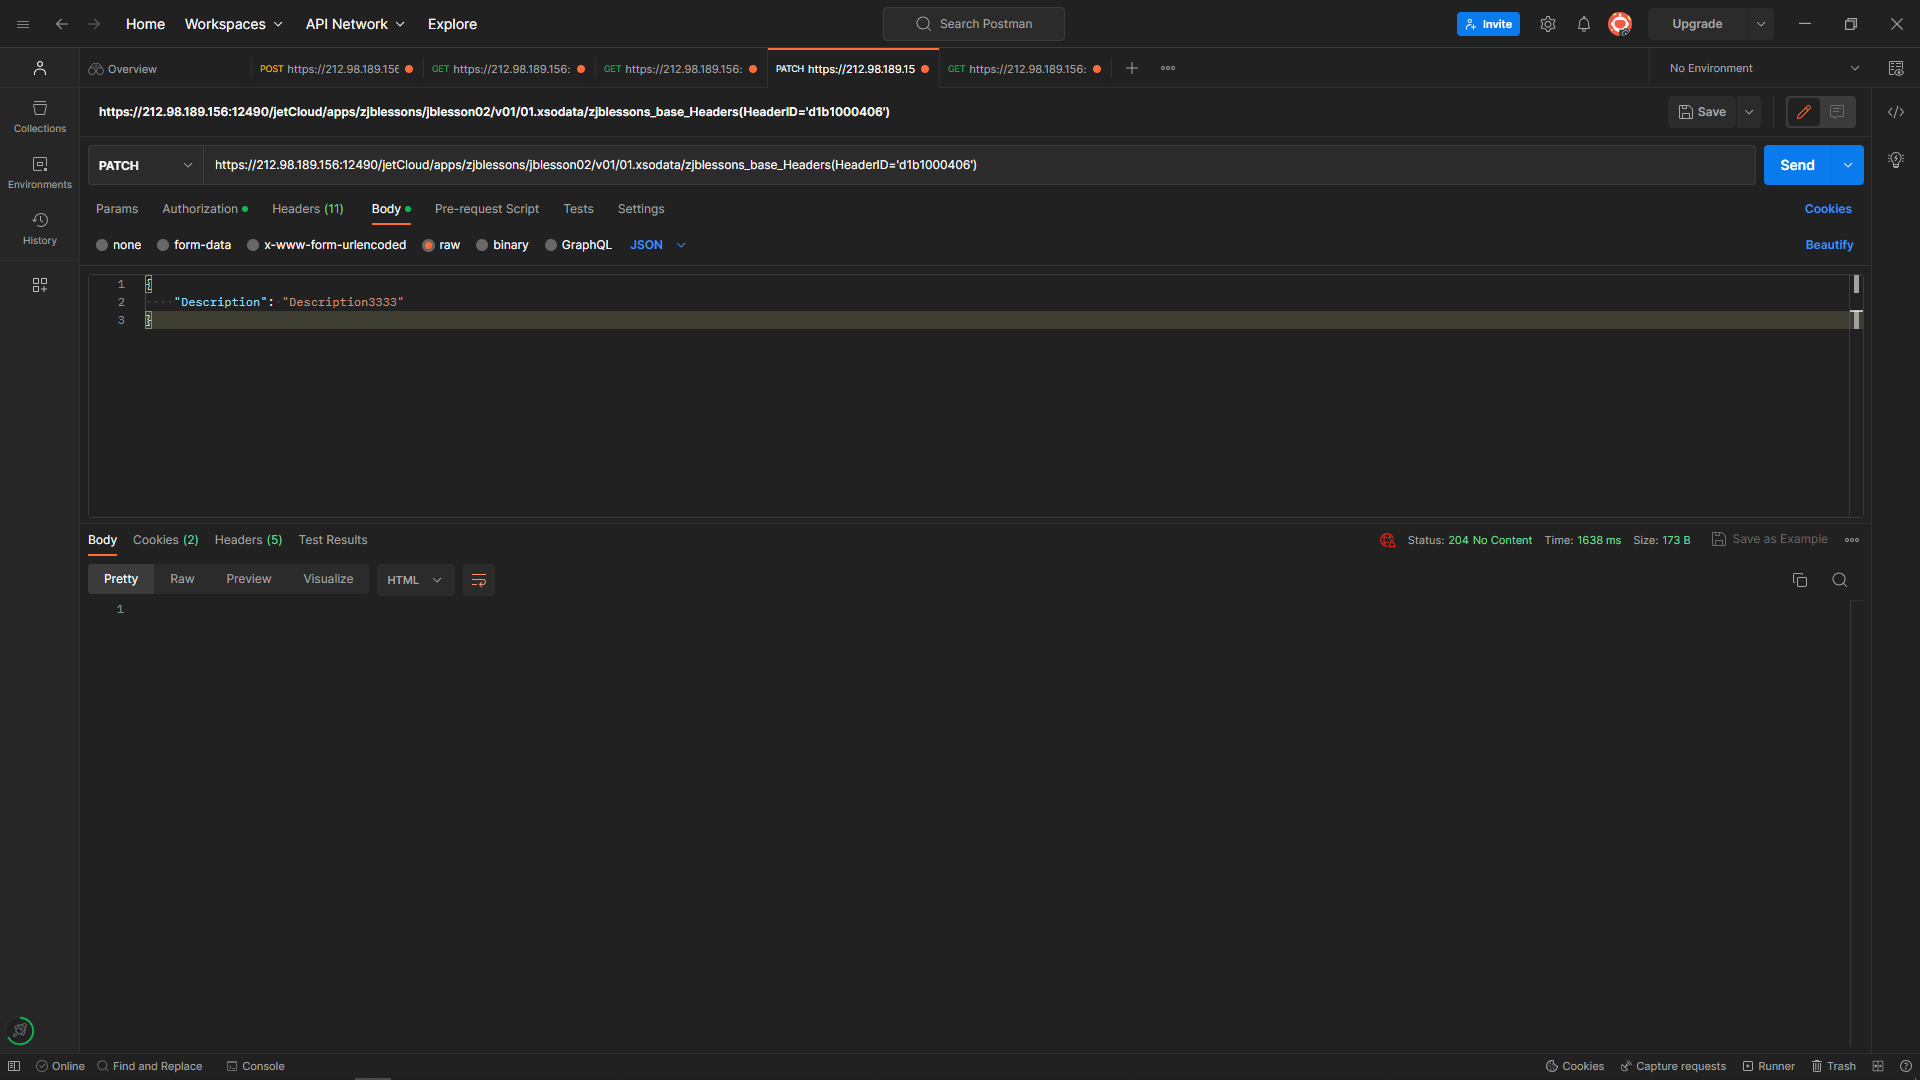 Home Workspaces API Network Explore Search Postman Invite Upgrade
Overview POST https://212.98.189.156 GET https://212.98.189.156: GET https://212.98.189.156: PATCH https://212.98.189.15 GET https://212.98.189.156: No Environment
https://212.98.189.156:12490/jetCloud/apps/zjblessons/jblesson02/v01/01.xsodata/zjblessons_base_Headers(HeaderID='d1b1000406') Save
Collections
PATCH https://212.98.189.156:12490/jetCloud/apps/zjblessons/jblesson02/v01/01.xsodata/zjblessons_base_Headers(HeaderID='d1b1000406') Send
Environments
Params Authorization Headers (11) Body Pre-request Script Tests Settings Cookies
History
none form-data x-www-form-urlencoded raw binary GraphQL JSON Beautify
1 {
2 "Description": "Description3333"
3 }
Body Cookies (2) Headers (5) Test Results Status: 204 No Content Time: 1638 ms Size: 173 B Save as Example
Pretty Raw Preview Visualize HTML
1
Online Find and Replace Console Cookies Capture requests Runner Trash